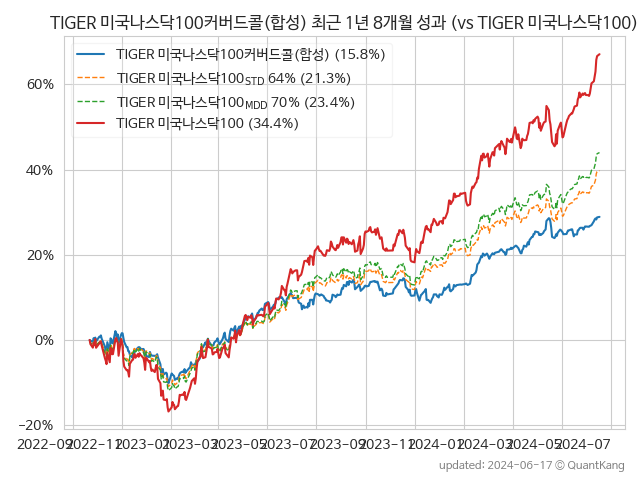 TIGER 미국나스닥100커버드콜(합성) 최근 1년 8개월 성과 (vs TIGER 미국나스닥100)
TIGER 미국나스닥100커버드콜(합성) (15.8%)
TIGER 미국나스닥100STD 64% (21.3%)
TIGER 미국나스닥100MDD 70% (23.4%)
TIGER 미국나스닥100 (34.4%)
60%
40%
20%
0%
−20%
2022-09 2022-11 2023-01 2023-03 2023-05 2023-07 2023-09 2023-11 2024-01 2024-03 2024-05 2024-07
updated: 2024-06-17 © QuantKang